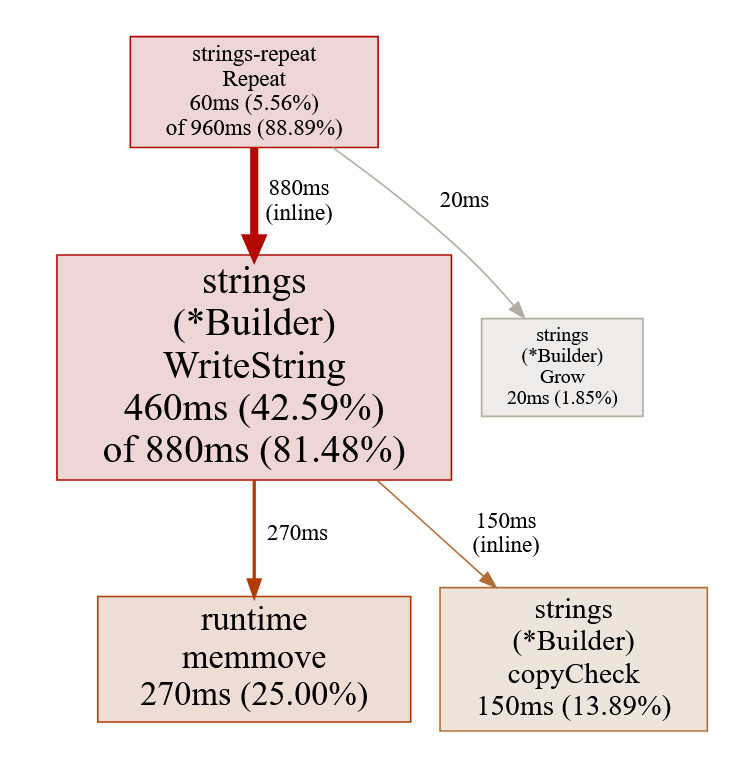 strings-repeat
Repeat
60ms (5.56%)
of 960ms (88.89%)
880ms
(inline)
20ms
strings
(*Builder)
WriteString
460ms (42.59%)
of 880ms (81.48%)
strings
(*Builder)
Grow
20ms (1.85%)
270ms
150ms
(inline)
runtime
memmove
270ms (25.00%)
strings
(*Builder)
copyCheck
150ms (13.89%)